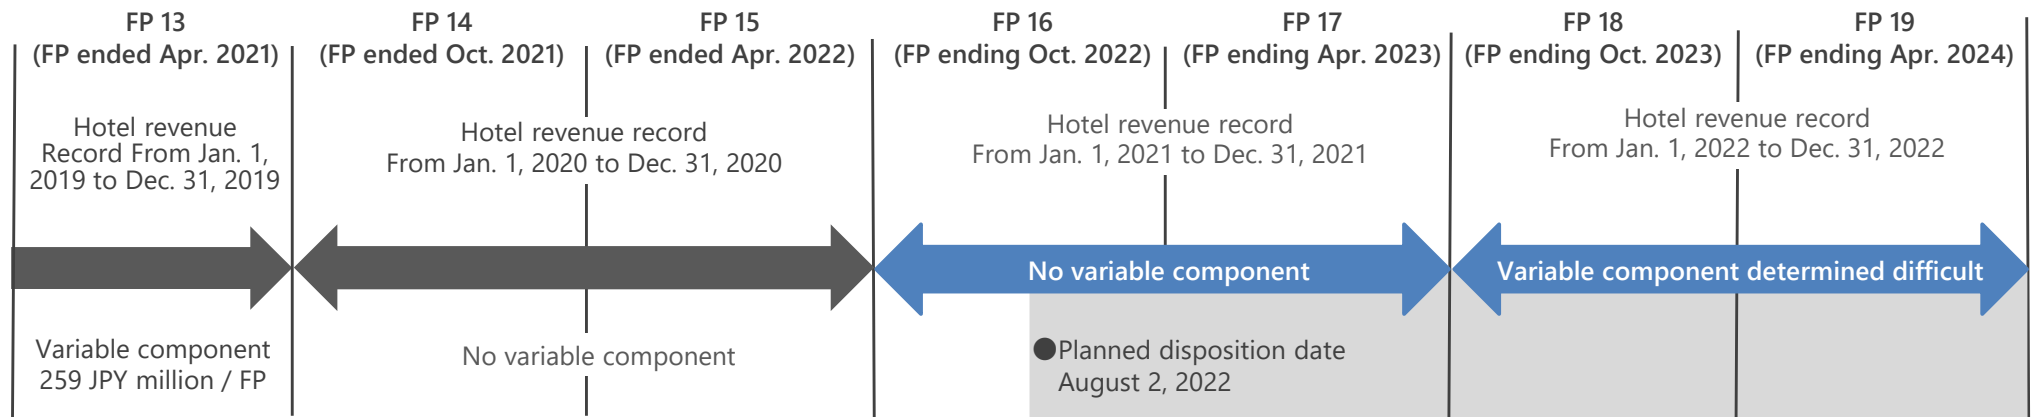 FP 13
(FP ended Apr. 2021)
FP 14
(FP ended Oct. 2021)
FP 15
(FP ended Apr. 2022)
FP 16
(FP ending Oct. 2022)
FP 17
(FP ending Apr. 2023)
FP 18
(FP ending Oct. 2023)
FP 19
(FP ending Apr. 2024)
Hotel revenue
Record From Jan. 1,
2019 to Dec. 31, 2019
Hotel revenue record
From Jan. 1, 2020 to Dec. 31, 2020
Hotel revenue record
From Jan. 1, 2021 to Dec. 31, 2021
Hotel revenue record
From Jan. 1, 2022 to Dec. 31, 2022
No variable component
Variable component determined difficult
Variable component
259 JPY million / FP
No variable component
●Planned disposition date
August 2, 2022